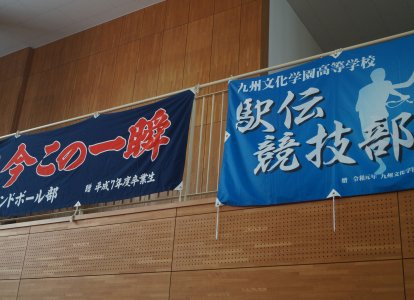 今この一瞬
ンドボール部
贈 平成7年度卒業生
九州文化学園高等学校
駅伝
競技部
贈 令和元年 九州文化学